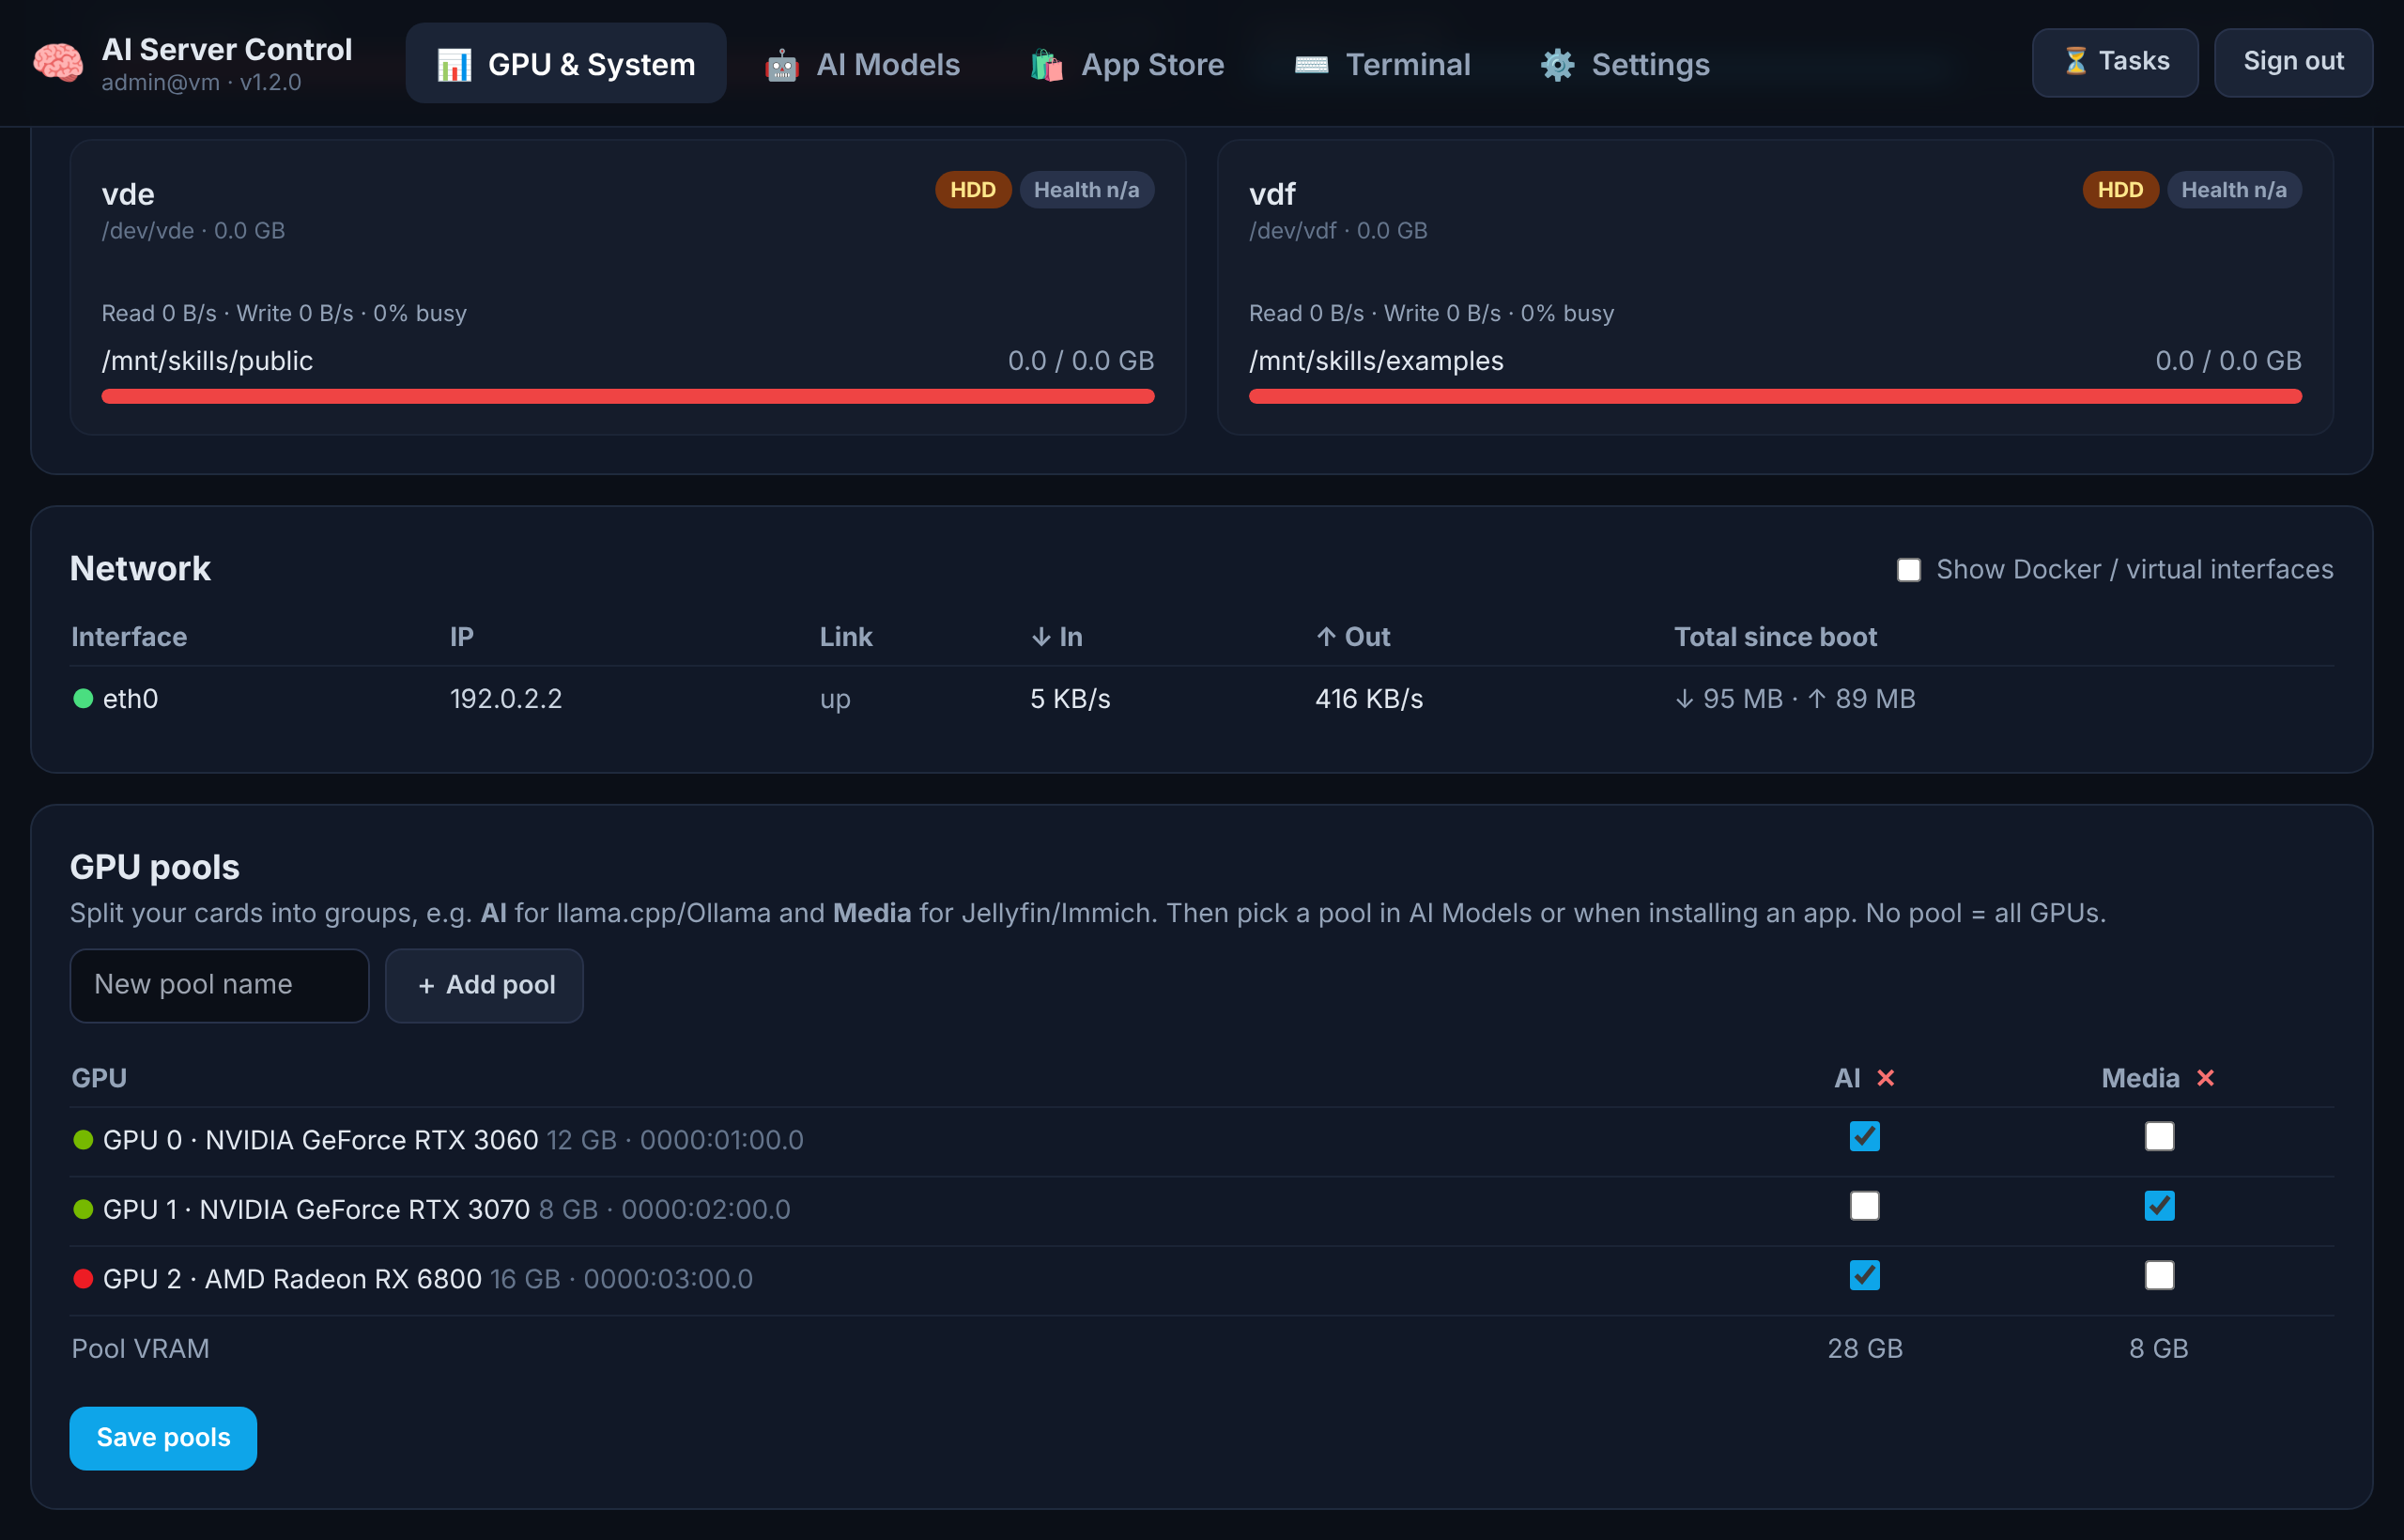 AI Server Control
admin@vm · v1.2.0
GPU & System
AI Models
App Store
Terminal
Settings
Tasks
Sign out
vde
HDD
Health n/a
/dev/vde · 0.0 GB
Read 0 B/s · Write 0 B/s · 0% busy
/mnt/skills/public
0.0 / 0.0 GB
vdf
HDD
Health n/a
/dev/vdf · 0.0 GB
Read 0 B/s · Write 0 B/s · 0% busy
/mnt/skills/examples
0.0 / 0.0 GB
Network
Show Docker / virtual interfaces
Interface IP Link ↓ In ↑ Out Total since boot
eth0 192.0.2.2 up 5 KB/s 416 KB/s ↓ 95 MB · ↑ 89 MB
GPU pools
Split your cards into groups, e.g. AI for llama.cpp/Ollama and Media for Jellyfin/Immich. Then pick a pool in AI Models or when installing an app. No pool = all GPUs.
New pool name
+ Add pool
GPU AI ✕ Media ✕
GPU 0 · NVIDIA GeForce RTX 3060 12 GB · 0000:01:00.0
GPU 1 · NVIDIA GeForce RTX 3070 8 GB · 0000:02:00.0
GPU 2 · AMD Radeon RX 6800 16 GB · 0000:03:00.0
Pool VRAM 28 GB 8 GB
Save pools